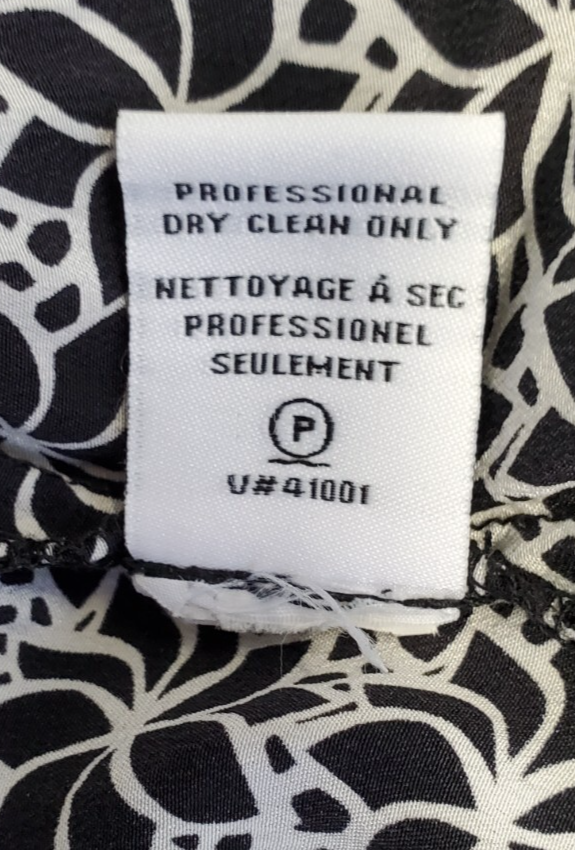 PROFESSIONAL
DRY CLEAN ONLY
NETTOYAGE Á SEC
PROFESSIONEL
SEULEMENT
P
V#41001